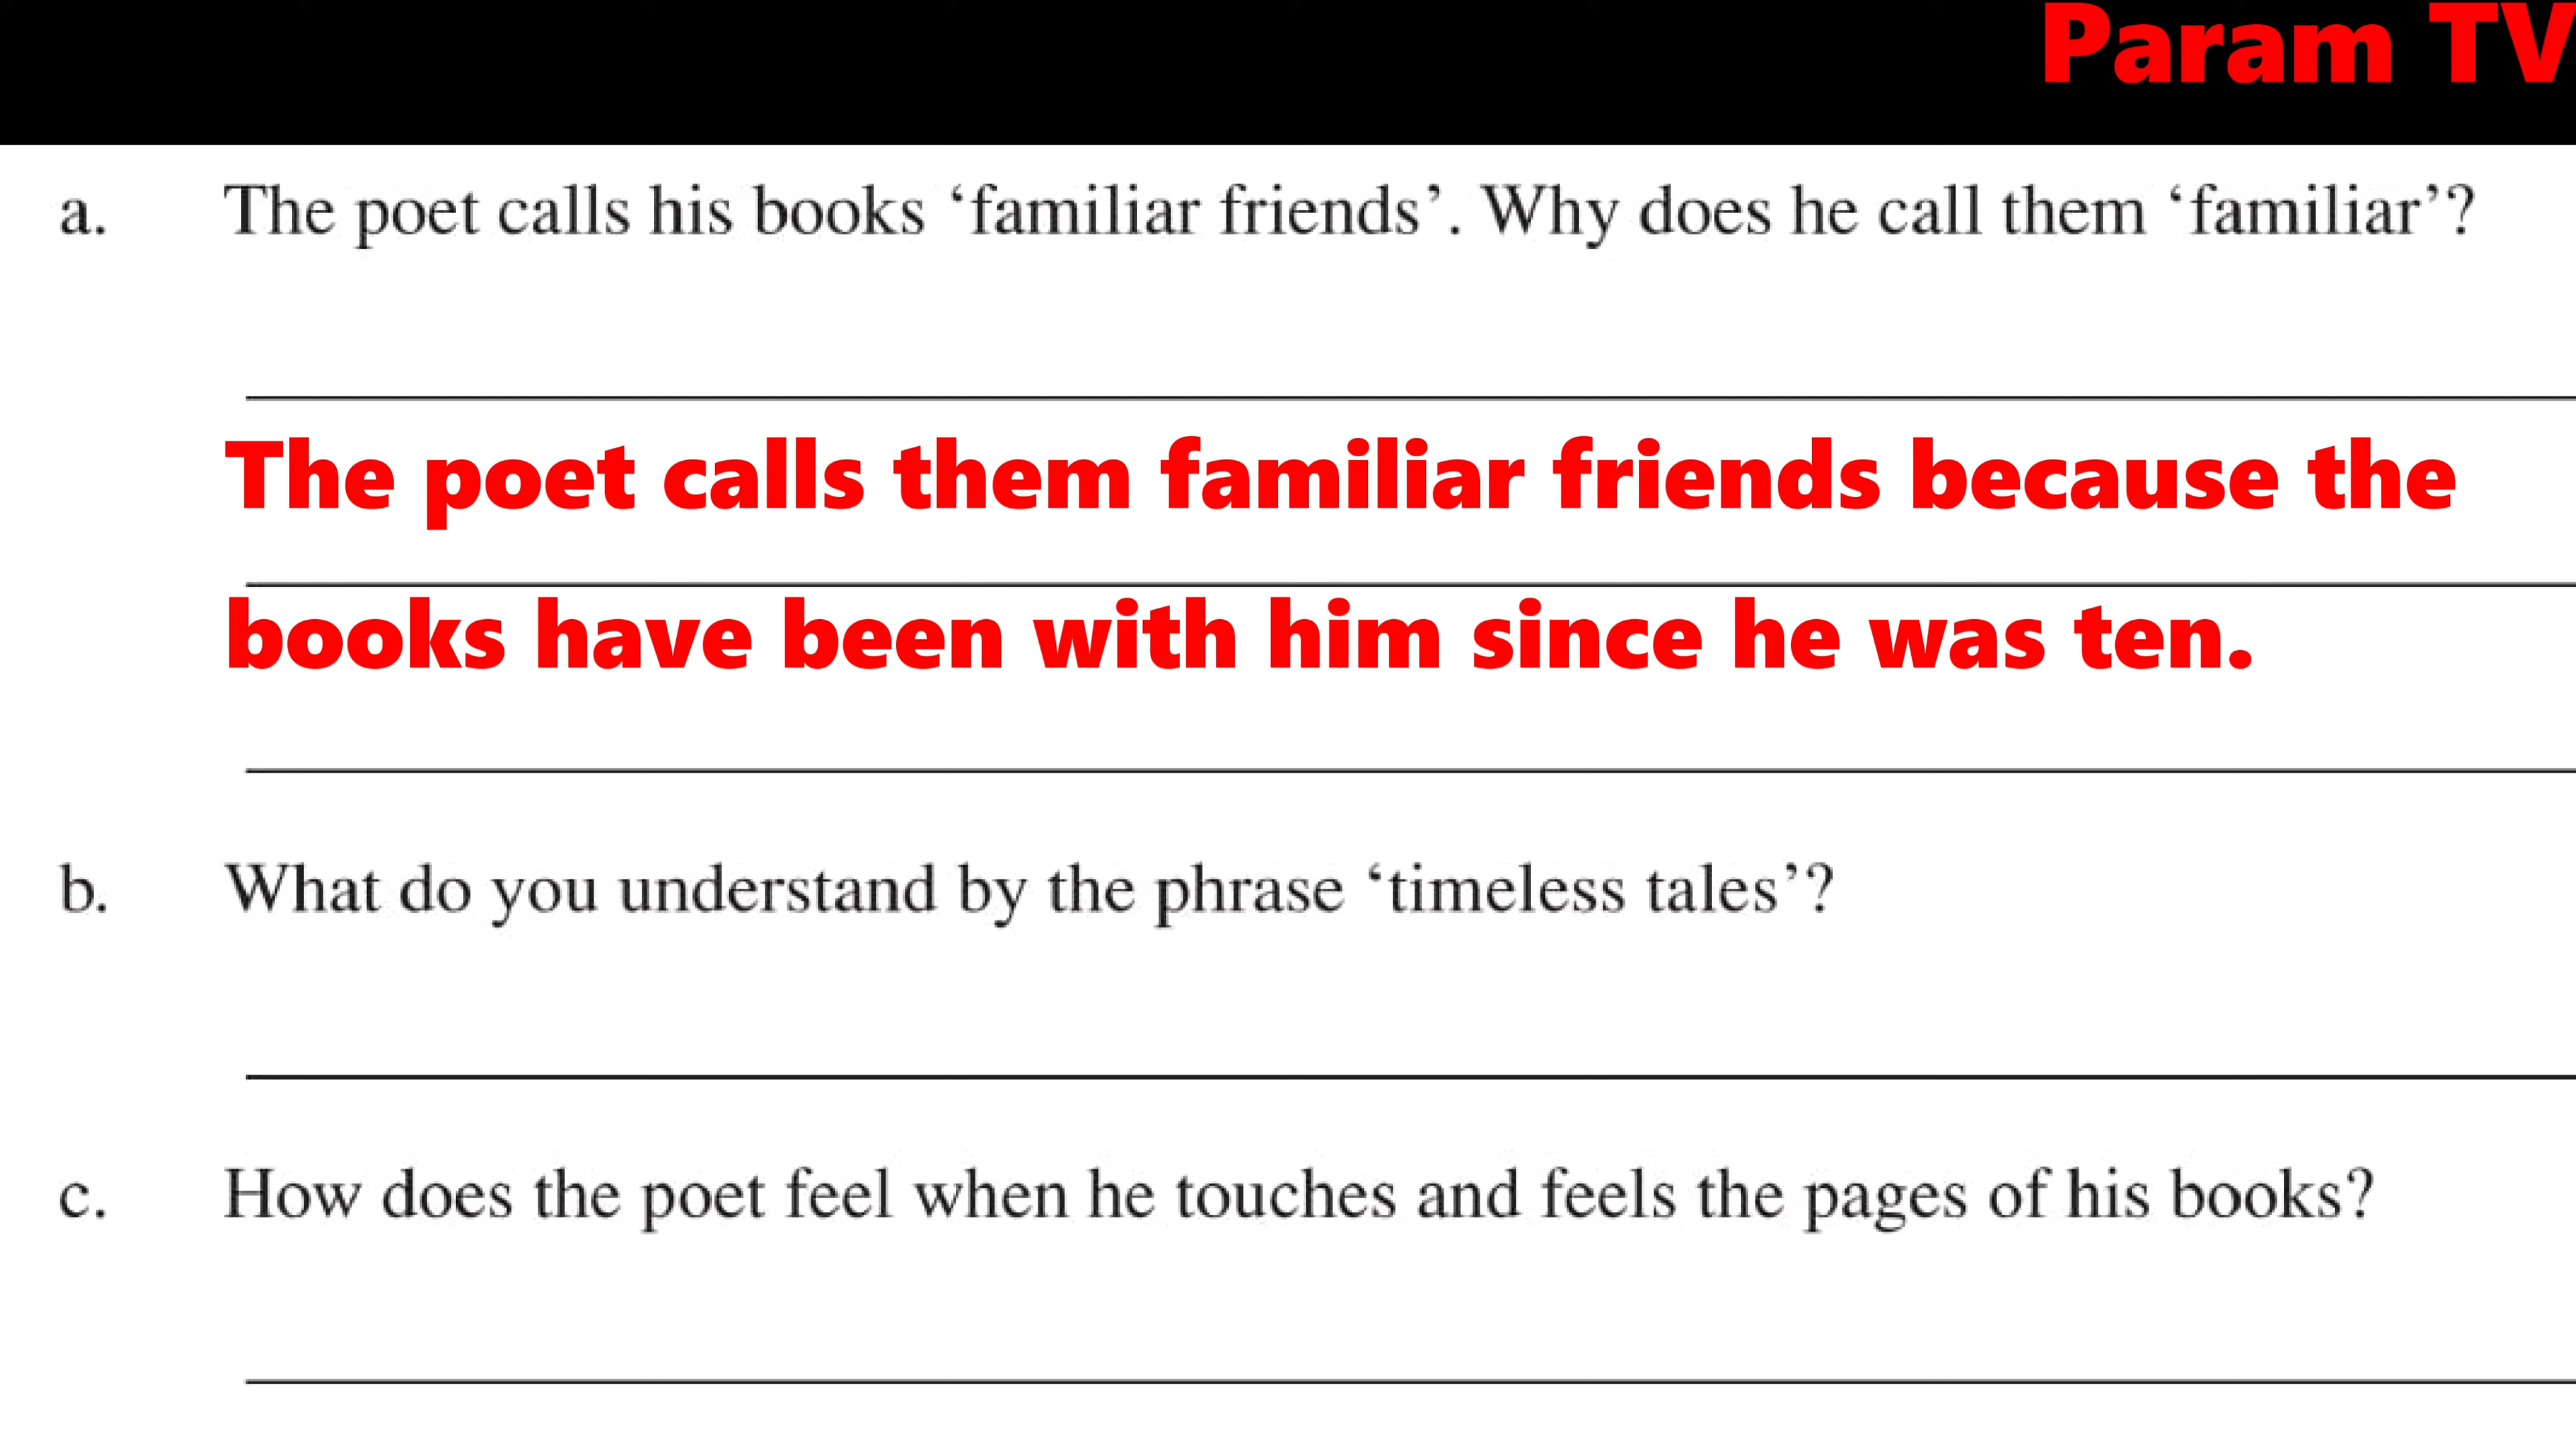 Param TV
a. The poet calls his books ‘familiar friends’. Why does he call them ‘familiar’?
The poet calls them familiar friends because the
books have been with him since he was ten.
b. What do you understand by the phrase ‘timeless tales’?
c. How does the poet feel when he touches and feels the pages of his books?